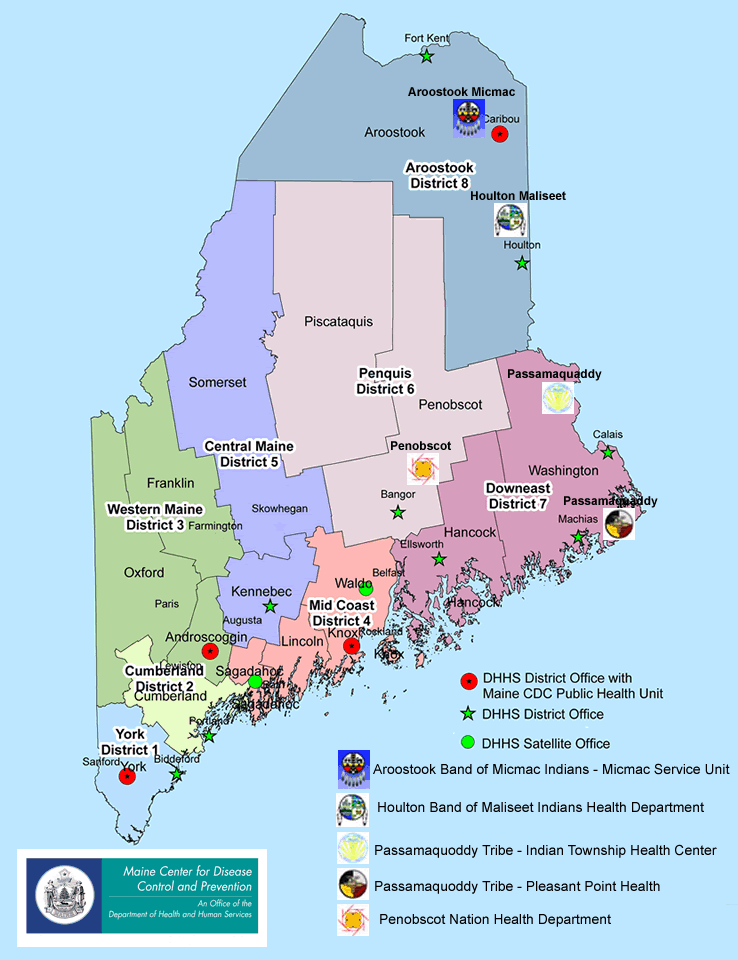 Fort Kent
Aroostook Micmac
Caribou
Aroostook
Aroostook
District 8
Houlton Maliseet
Houlton
Piscataquis
Passamaquaddy
Penquis
District 6
Somerset
Penobscot
Calais
Penobscot
Central Maine
District 5
Washington
Franklin
Downeast
District 7
Bangor
Passamaquaddy
Skowhegan
Western Maine
District 3
Machias
Farmington
Hancock
Ellsworth
Oxford
Belfast
Waldo
Kennebec
Hancock
Paris
Mid Coast
District 4
Augusta
Androscoggin
Knox
Rockland
Lincoln
Knox
Lewiston
Cumberland
District 2
Sagadahoc
Bath
Cumberland
Sagadahoc
Portland
York
District 1
Sanford
York
Biddeford
DHHS District Office with
Maine CDC Public Health Unit
DHHS District Office
DHHS Satellite Office
Aroostook Band of Micmac Indians - Micmac Service Unit
Houlton Band of Maliseet Indians Health Department
Passamaquoddy Tribe - Indian Township Health Center
Passamaquoddy Tribe - Pleasant Point Health
Penobscot Nation Health Department
Maine Center for Disease
Control and Prevention
An Office of the
Department of Health and Human Services